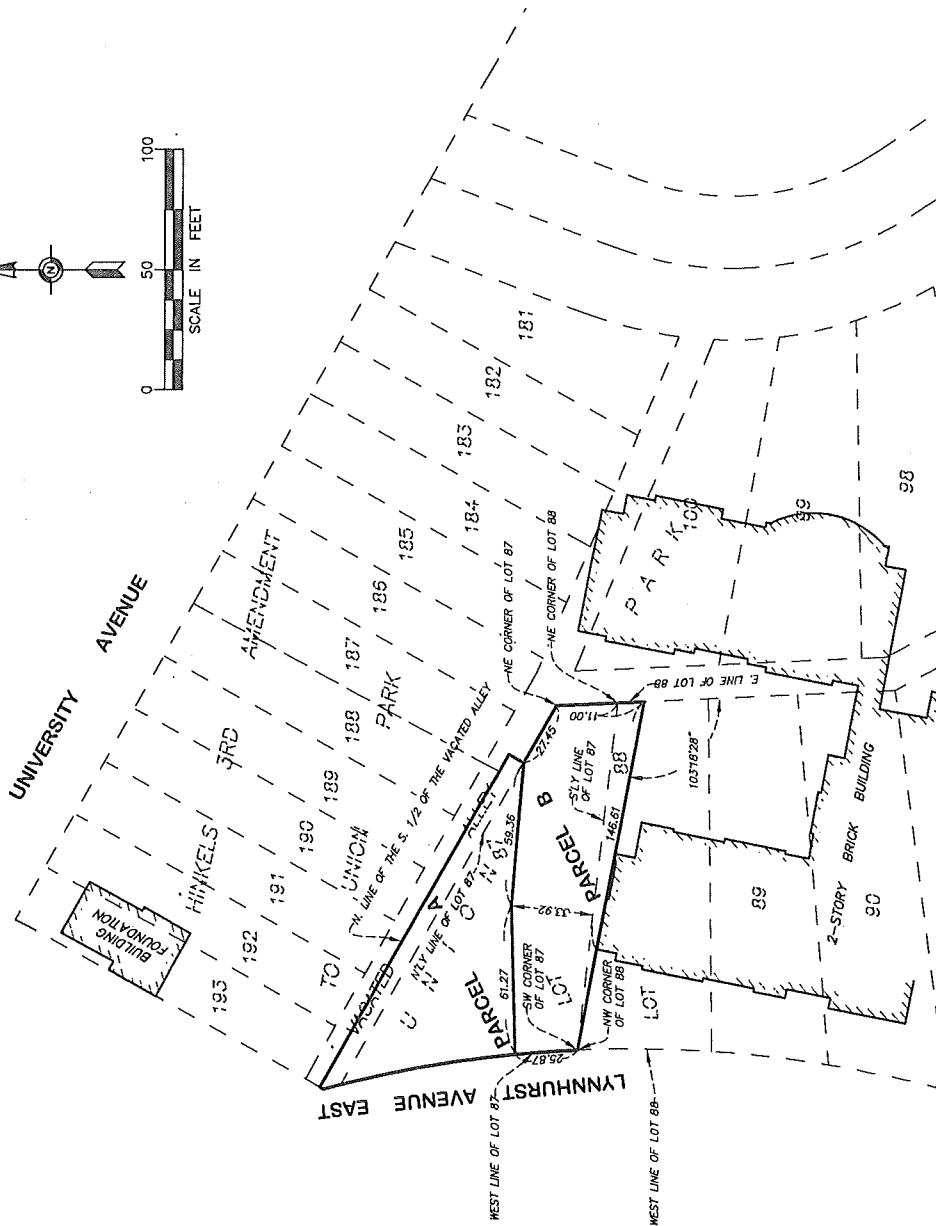 N
0
50
100
SCALE IN FEET
UNIVERSITY AVENUE
BUILDING
FOUNDATION
HINKELS
3RD
AMENDMENT
TO
UNION
PARK
193
192
191
190
189
188
187
186
185
184
183
182
181
N. LINE OF THE S. 1/2 OF THE VACATED ALLEY
VACATED
ALLEY
N'LY LINE OF LOT 87
U
N
I
O
N
PARCEL A
87
59.36
61.27
27.45
NE CORNER OF LOT 87
NE CORNER OF LOT 88
11.00
E. LINE OF LOT 88
PARCEL B
S'LY LINE
OF LOT 87
33.92
SW CORNER
OF LOT 87
LOT
146.61
88
25.87
NW CORNER
OF LOT 88
LOT
103°18'28"
LYNNHURST AVENUE EAST
WEST LINE OF LOT 87
WEST LINE OF LOT 88
PARK
100
99
98
89
2-STORY BRICK BUILDING
90